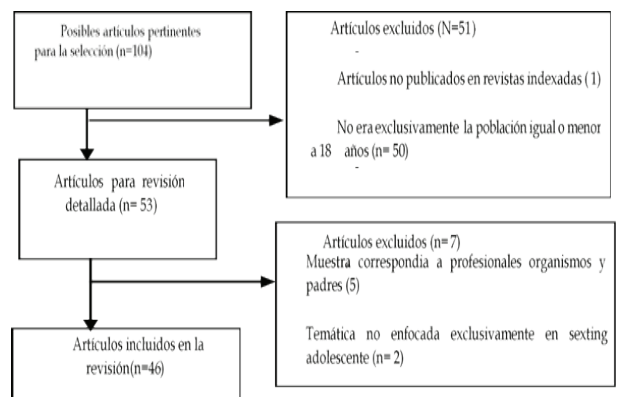 Posibles artículos pertinentes
para la selección (n=104)
Artículos excluidos (N=51)
-
Artículos no publicados en revistas indexadas (1)
No era exclusivamente la población igual o menor
a 18 años (n= 50)
-
Artículos para revisión
detallada (n= 53)
Artículos excluidos (n=7)
Muestra correspondia a profesionales organismos y
padres (5)
Temática no enfocada exclusivamente en sexting
adolescente (n= 2)
Artículos incluidos en la
revisión(n=46)